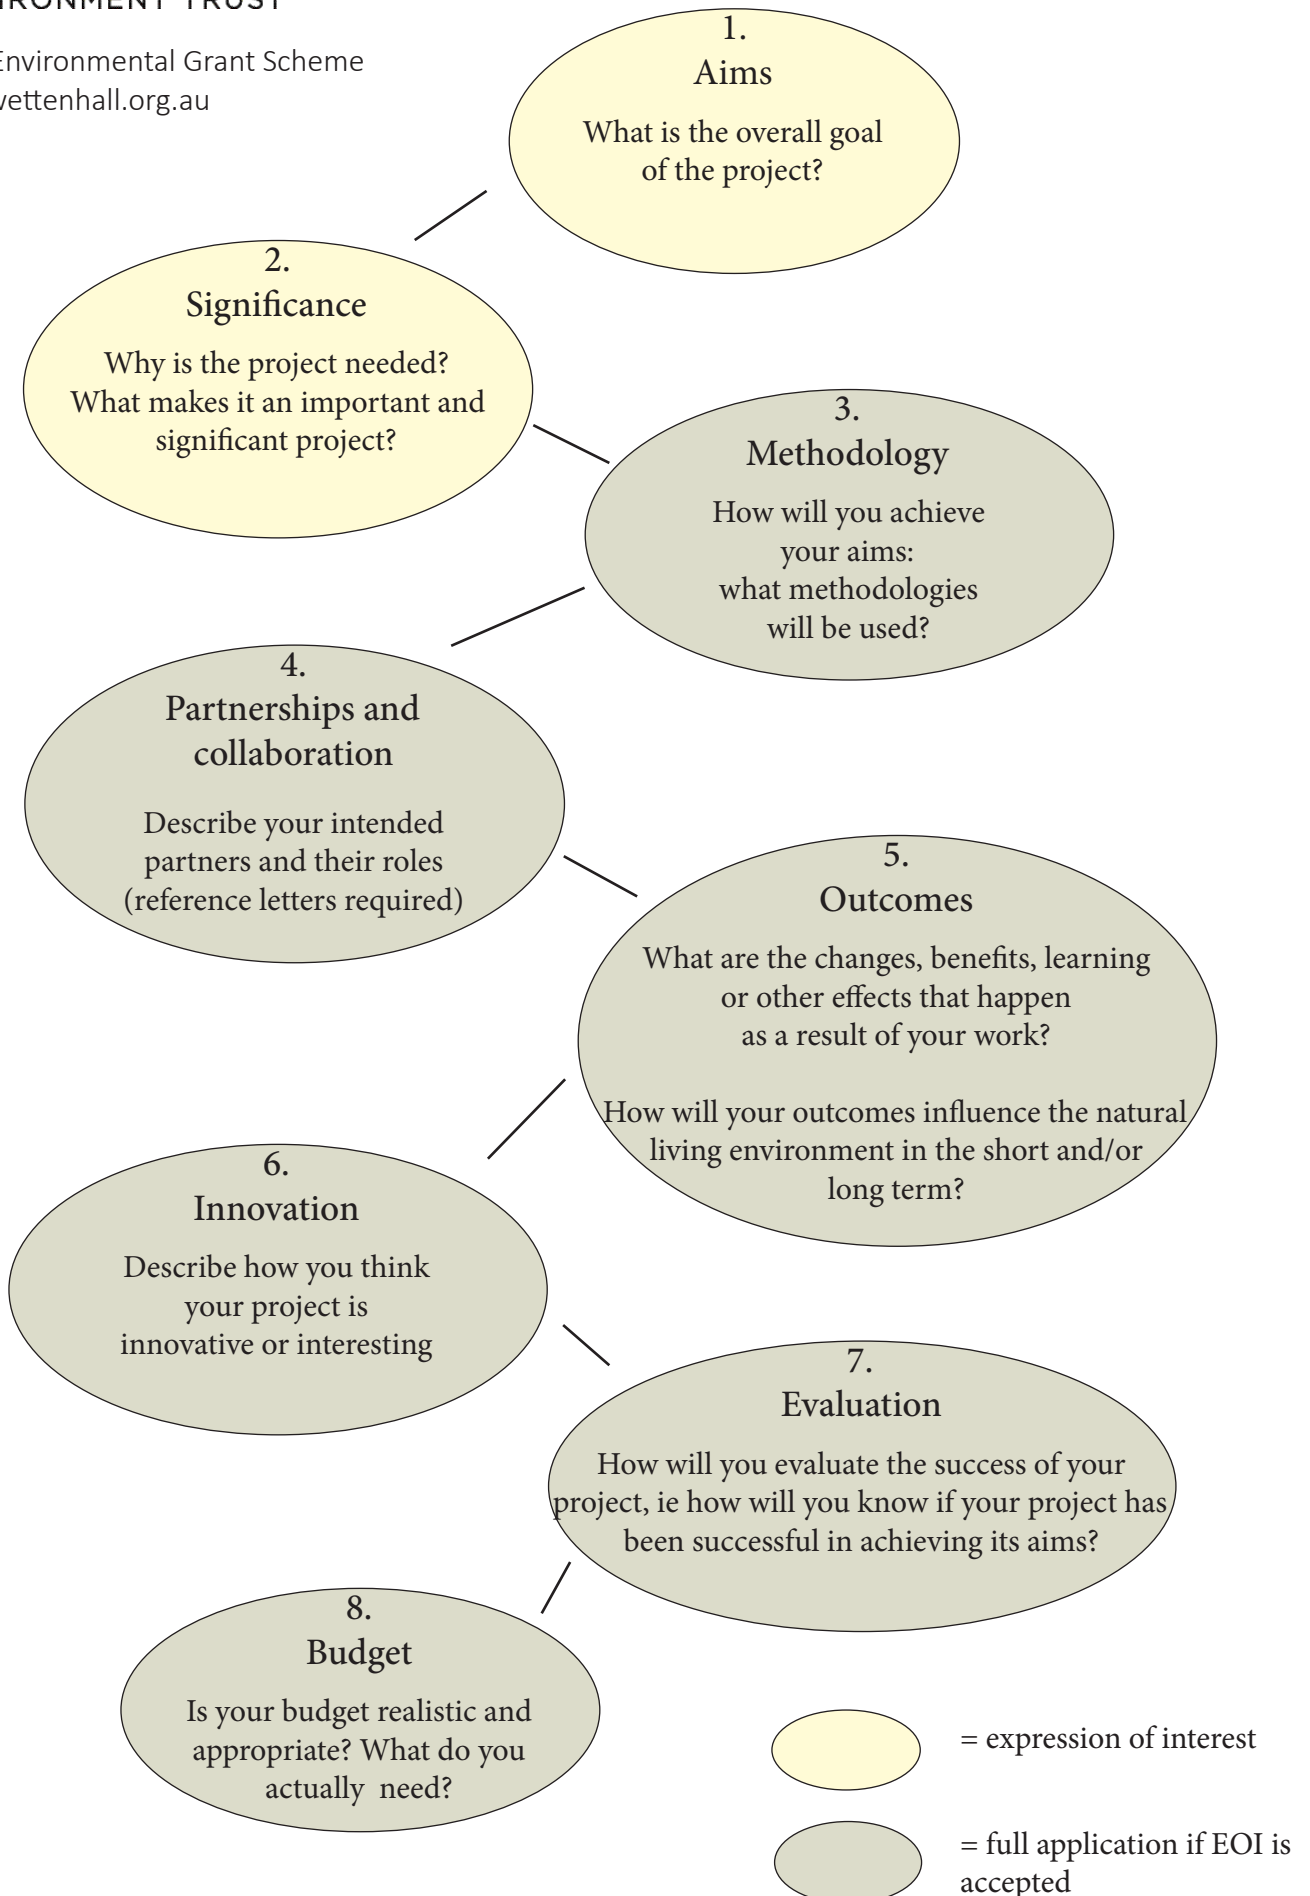 TRUST
Environmental Grant Scheme
wettenhall.org.au
1.
Aims
What is the overall goal
of the project?
2.
Significance
Why is the project needed?
What makes it an important and
significant project?
3.
Methodology
How will you achieve
your aims:
what methodologies
will be used?
4.
Partnerships and
collaboration
Describe your intended
partners and their roles
(reference letters required)
5.
Outcomes
What are the changes, benefits, learning
or other effects that happen
as a result of your work?
How will your outcomes influence the natural
living environment in the short and/or
long term?
6.
Innovation
Describe how you think
your project is
innovative or interesting
7.
Evaluation
How will you evaluate the success of your
project, ie how will you know if your project has
been successful in achieving its aims?
8.
Budget
Is your budget realistic and
appropriate? What do you
actually need?
= expression of interest
= full application if EOI is
accepted